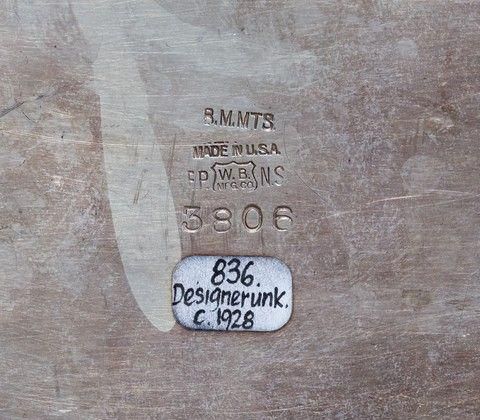 B.M.MTS.
MADE IN U.S.A.
E.P. W.B. MFG.CO. N.S
3806
836.
Designerunk.
c. 1928